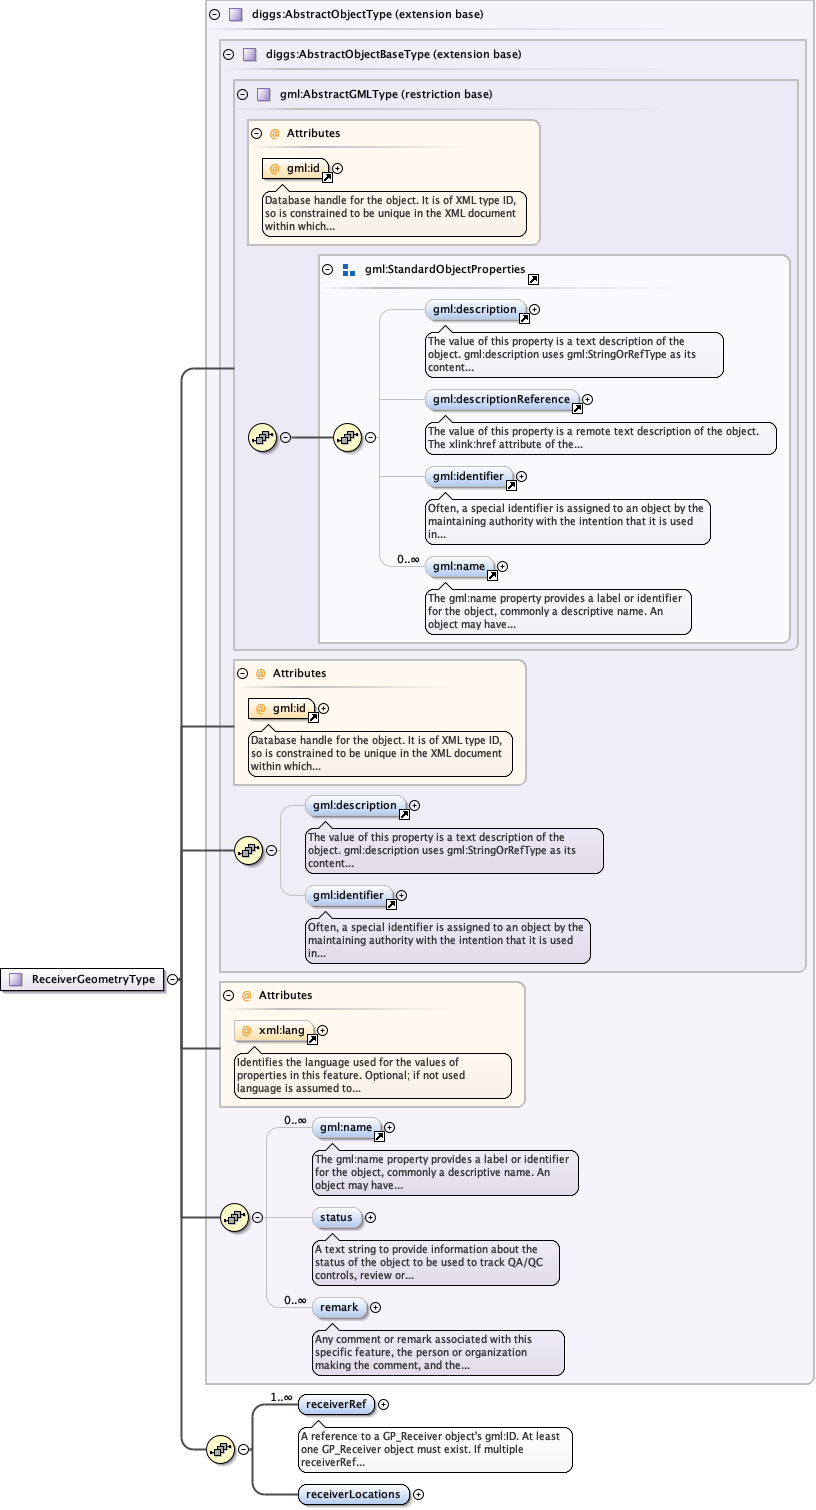 diggs:AbstractObjectType (extension base)
diggs:AbstractObjectBaseType (extension base)
gml:AbstractGMLType (restriction base)
@ Attributes
@ gml:id
Database handle for the object. It is of XML type ID,
so is constrained to be unique in the XML document
within which...
gml:StandardObjectProperties
gml:description
The value of this property is a text description of the
object. gml:description uses gml:StringOrRefType as its
content...
gml:descriptionReference
The value of this property is a remote text description of the object.
The xlink:href attribute of the...
gml:identifier
Often, a special identifier is assigned to an object by the
maintaining authority with the intention that it is used
in...
0..∞
gml:name
The gml:name property provides a label or identifier
for the object, commonly a descriptive name. An
object may have...
@ Attributes
@ gml:id
Database handle for the object. It is of XML type ID,
so is constrained to be unique in the XML document
within which...
gml:description
The value of this property is a text description of the
object. gml:description uses gml:StringOrRefType as its
content...
gml:identifier
Often, a special identifier is assigned to an object by the
maintaining authority with the intention that it is used
in...
ReceiverGeometryType
@ Attributes
@ xml:lang
Identifies the language used for the values of
properties in this feature. Optional; if not used
language is assumed to...
0..∞
gml:name
The gml:name property provides a label or identifier
for the object, commonly a descriptive name. An
object may have...
status
A text string to provide information about the
status of the object to be used to track QA/QC
controls, review or...
0..∞
remark
Any comment or remark associated with this
specific feature, the person or organization
making the comment, and the...
1..∞
receiverRef
A reference to a GP_Receiver object's gml:ID. At least
one GP_Receiver object must exist. If multiple
receiverRef...
receiverLocations